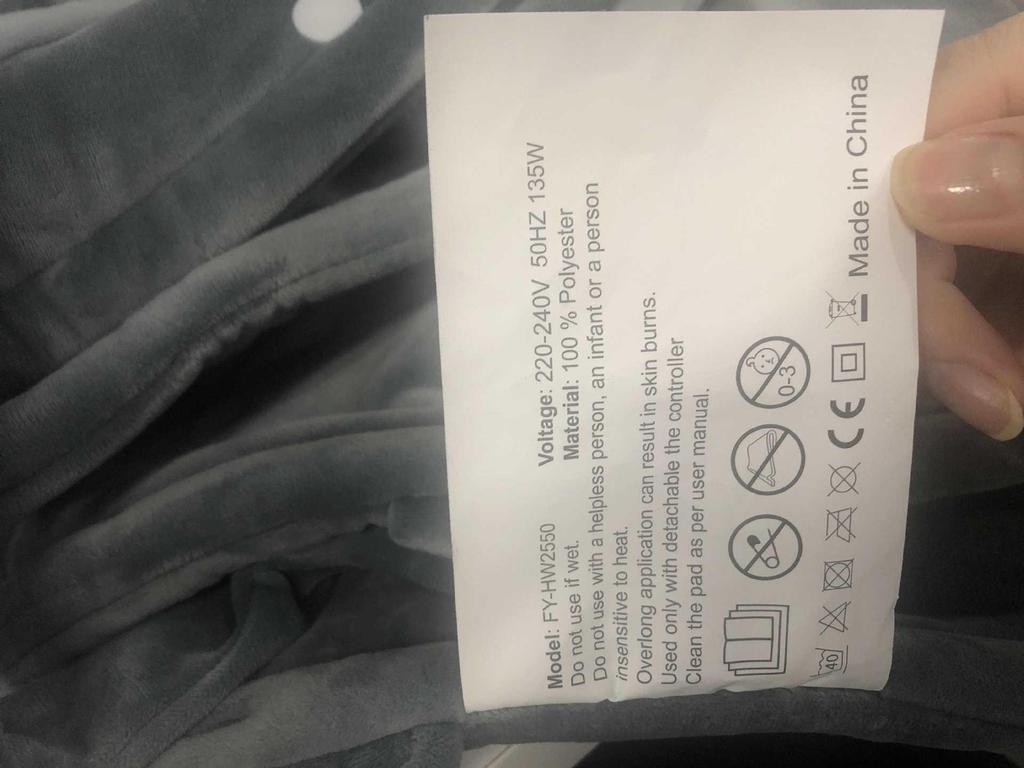 Model: FY-HW2550 Voltage: 220-240V 50HZ 135W
Do not use if wet. Material: 100 % Polyester
Do not use with a helpless person, an infant or a person
insensitive to heat.
Overlong application can result in skin burns.
Used only with detachable the controller
Clean the pad as per user manual.
0-3
40 CE Made in China